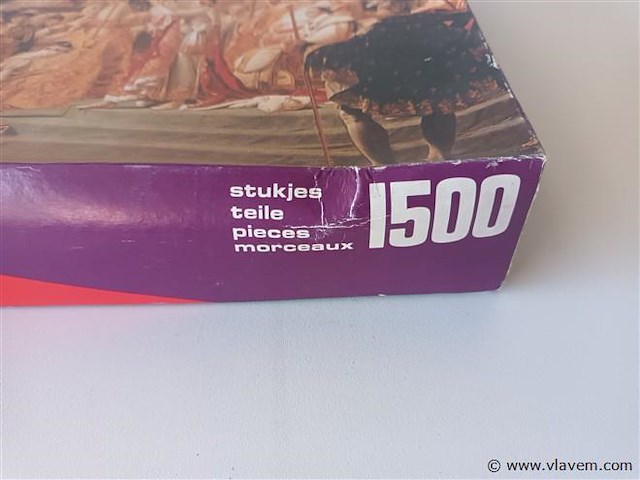 stukjes
teile
pieces
morceaux
1500
© www.vlavem.com